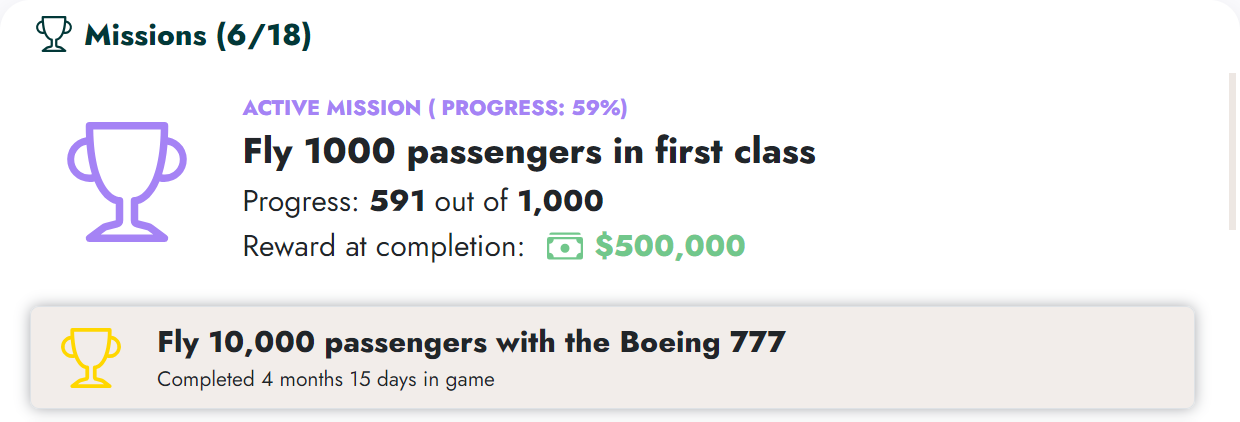 Missions (6/18)
ACTIVE MISSION ( PROGRESS: 59%)
Fly 1000 passengers in first class
Progress: 591 out of 1,000
Reward at completion: $500,000
Fly 10,000 passengers with the Boeing 777
Completed 4 months 15 days in game